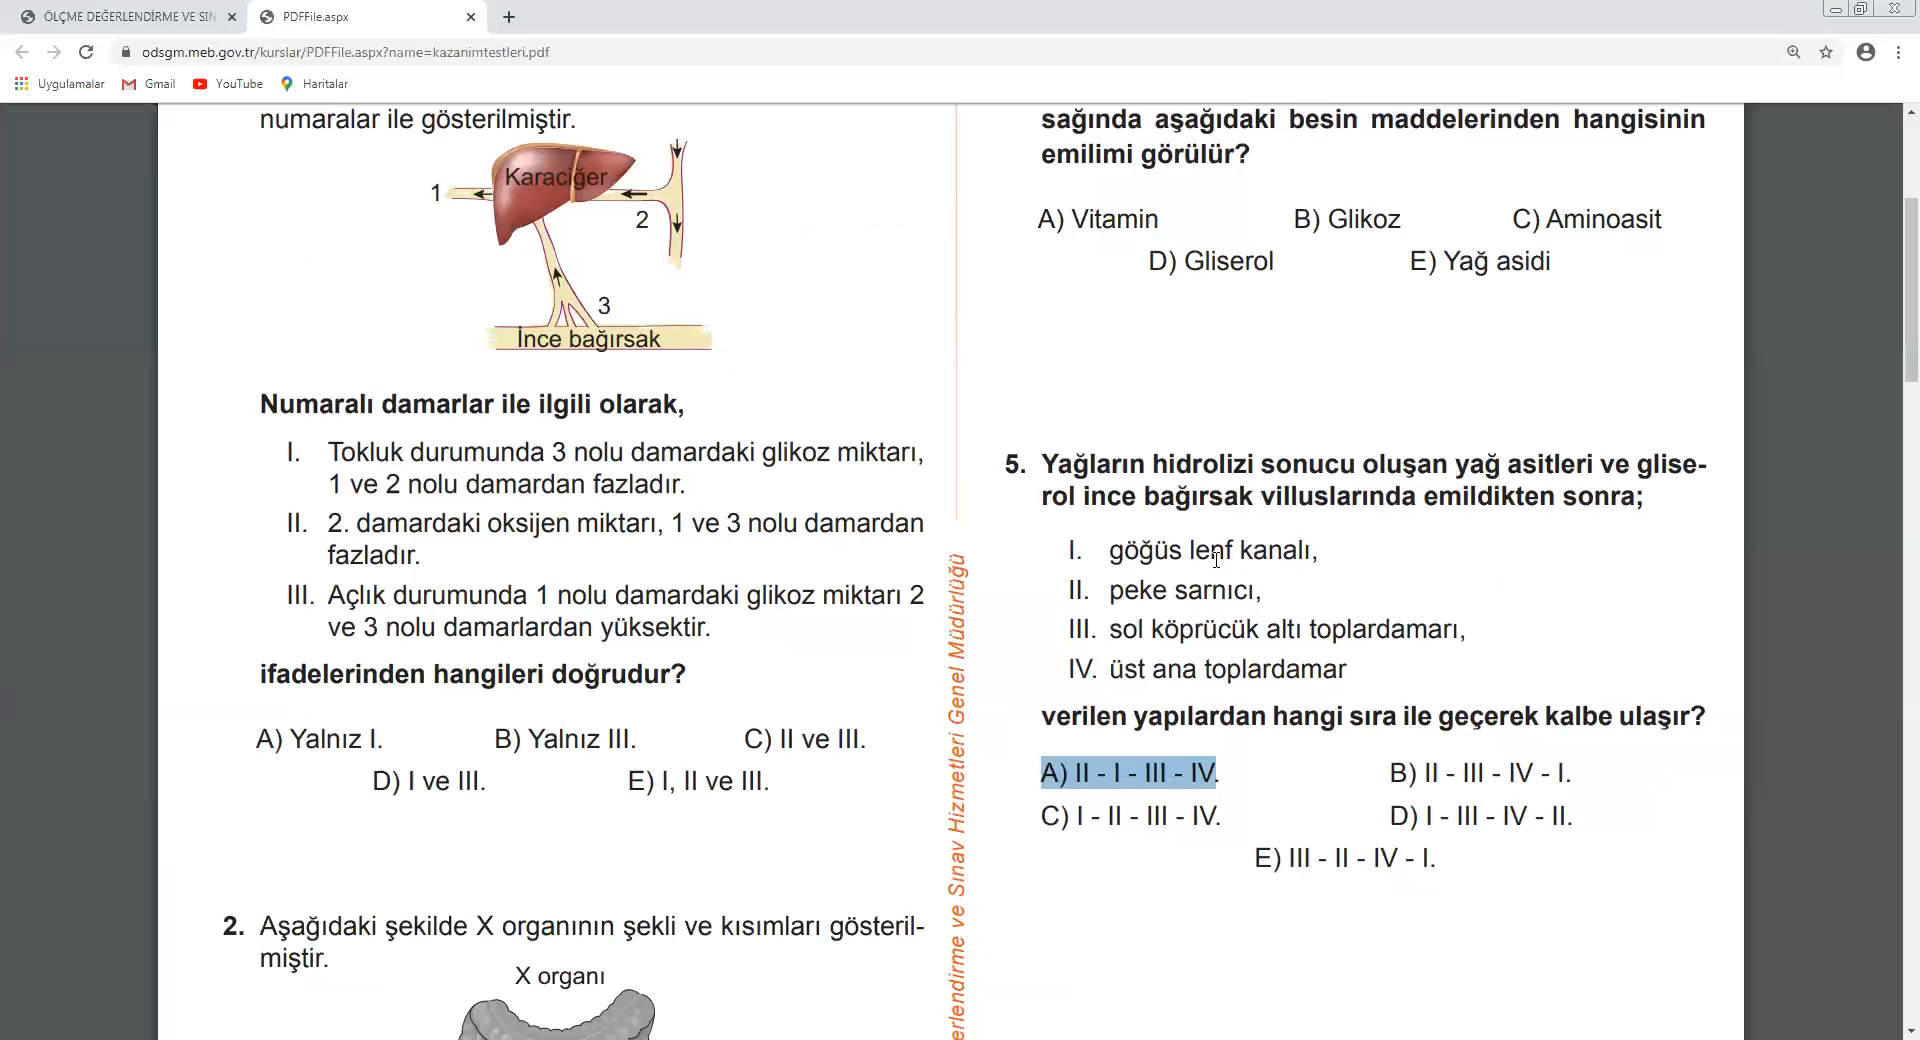 ÖLÇME DEĞERLENDİRME VE SIN
PDFFile.aspx
odsgm.meb.gov.tr/kurslar/PDFFile.aspx?name=kazanimtestleri.pdf
Uygulamalar
Gmail
YouTube
Haritalar
numaralar ile gösterilmiştir.
Karaciğer
1
2
3
İnce bağırsak
Numaralı damarlar ile ilgili olarak,
I. Tokluk durumunda 3 nolu damardaki glikoz miktarı,
1 ve 2 nolu damardan fazladır.
II. 2. damardaki oksijen miktarı, 1 ve 3 nolu damardan
fazladır.
III. Açlık durumunda 1 nolu damardaki glikoz miktarı 2
ve 3 nolu damarlardan yüksektir.
ifadelerinden hangileri doğrudur?
A) Yalnız I. B) Yalnız III. C) II ve III.
D) I ve III. E) I, II ve III.
2. Aşağıdaki şekilde X organının şekli ve kısımları gösteril-
miştir.
X organı
erlendirme ve Sınav Hizmetleri Genel Müdürlüğü
sağında aşağıdaki besin maddelerinden hangisinin
emilimi görülür?
A) Vitamin B) Glikoz C) Aminoasit
D) Gliserol E) Yağ asidi
5. Yağların hidrolizi sonucu oluşan yağ asitleri ve glise-
rol ince bağırsak villuslarında emildikten sonra;
I. göğüs lenf kanalı,
II. peke sarnıcı,
III. sol köprücük altı toplardamarı,
IV. üst ana toplardamar
verilen yapılardan hangi sıra ile geçerek kalbe ulaşır?
A) II - I - III - IV. B) II - III - IV - I.
C) I - II - III - IV. D) I - III - IV - II.
E) III - II - IV - I.